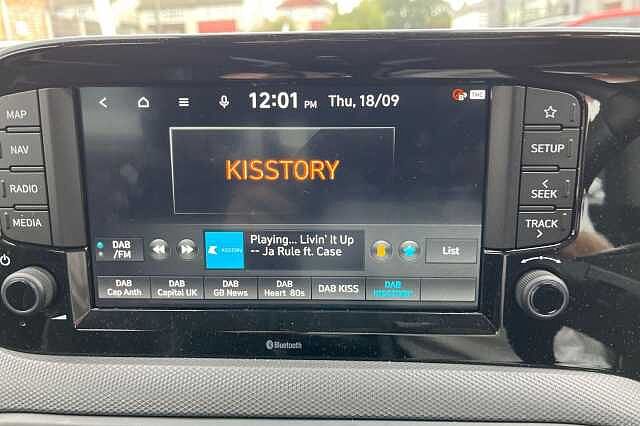 12:01 PM Thu, 18/09
TMC
MAP
NAV
RADIO
MEDIA
SETUP
< SEEK
TRACK >
KISSTORY
DAB /FM
KISSTORY
Playing... Livin' It Up
-- Ja Rule ft. Case
List
DAB Cap Anth
DAB Capital UK
DAB GB News
DAB Heart 80s
DAB KISS
DAB KISSTORY
Bluetooth